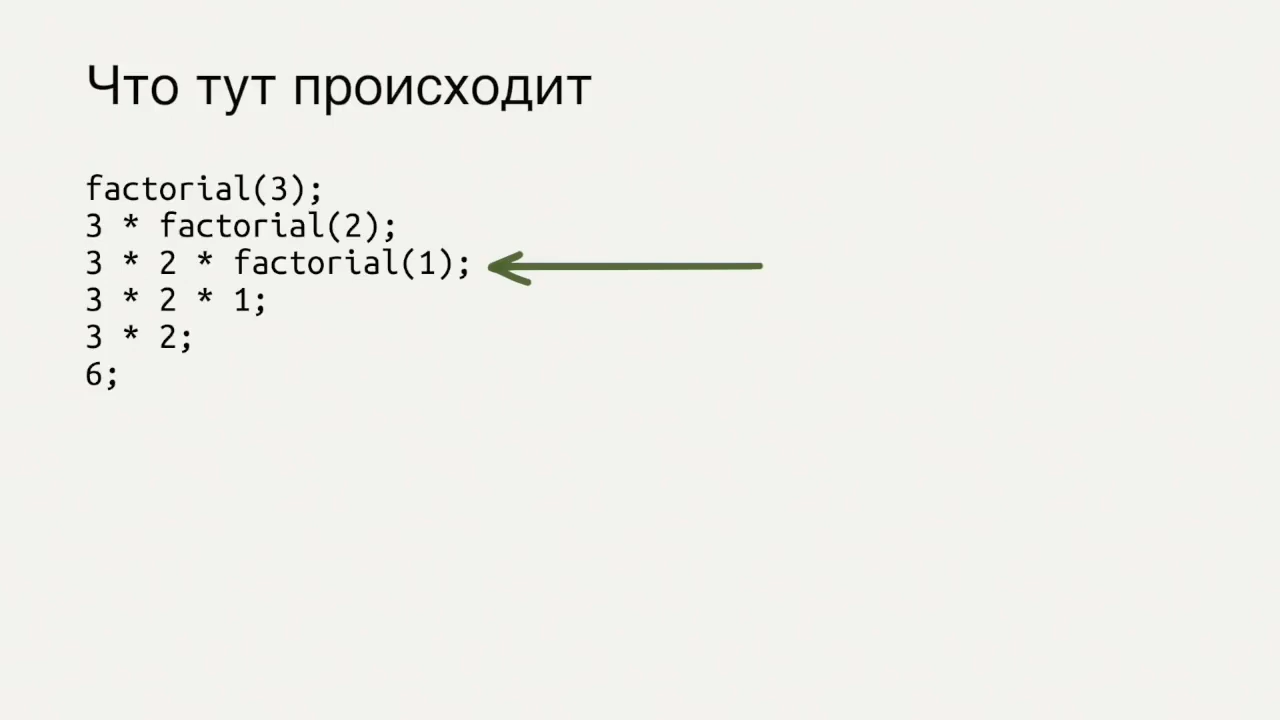 Что тут происходит
factorial(3);
3 * factorial(2);
3 * 2 * factorial(1);
3 * 2 * 1;
3 * 2;
6;